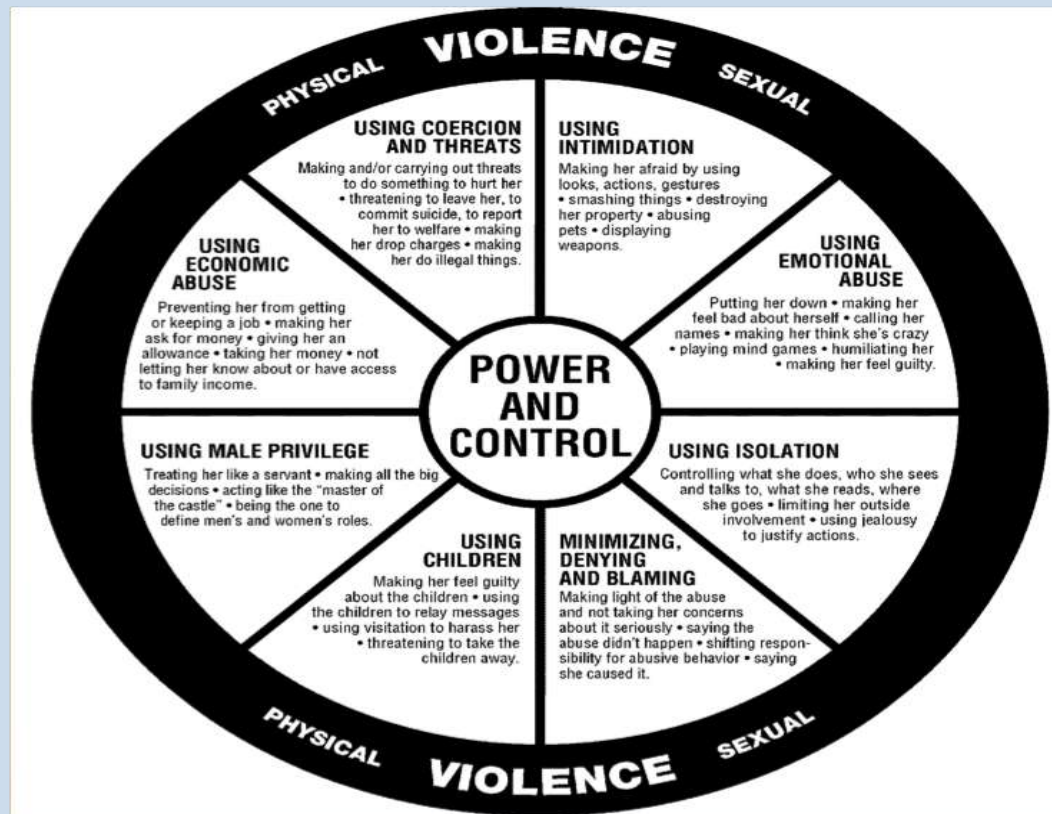 PHYSICAL VIOLENCE SEXUAL
USING COERCION
AND THREATS
Making and/or carrying out threats
to do something to hurt her
• threatening to leave her, to
commit suicide, to report
her to welfare • making
her drop charges • making
her do illegal things.
USING
INTIMIDATION
Making her afraid by using
looks, actions, gestures
• smashing things • destroying
her property • abusing
pets • displaying
weapons.
USING
EMOTIONAL
ABUSE
Putting her down • making her
feel bad about herself • calling her
names • making her think she's crazy
• playing mind games • humiliating her
• making her feel guilty.
USING ISOLATION
Controlling what she does, who she sees
and talks to, what she reads, where
she goes • limiting her outside
involvement • using jealousy
to justify actions.
MINIMIZING,
DENYING
AND BLAMING
Making light of the abuse
and not taking her concerns
about it seriously • saying the
abuse didn't happen • shifting respon-
sibility for abusive behavior • saying
she caused it.
USING
CHILDREN
Making her feel guilty
about the children • using
the children to relay messages
• using visitation to harass her
• threatening to take the
children away.
USING MALE PRIVILEGE
Treating her like a servant • making all the big
decisions • acting like the "master of
the castle" • being the one to
define men's and women's roles.
USING
ECONOMIC
ABUSE
Preventing her from getting
or keeping a job • making her
ask for money • giving her an
allowance • taking her money • not
letting her know about or have access
to family income.
POWER
AND
CONTROL
PHYSICAL VIOLENCE SEXUAL